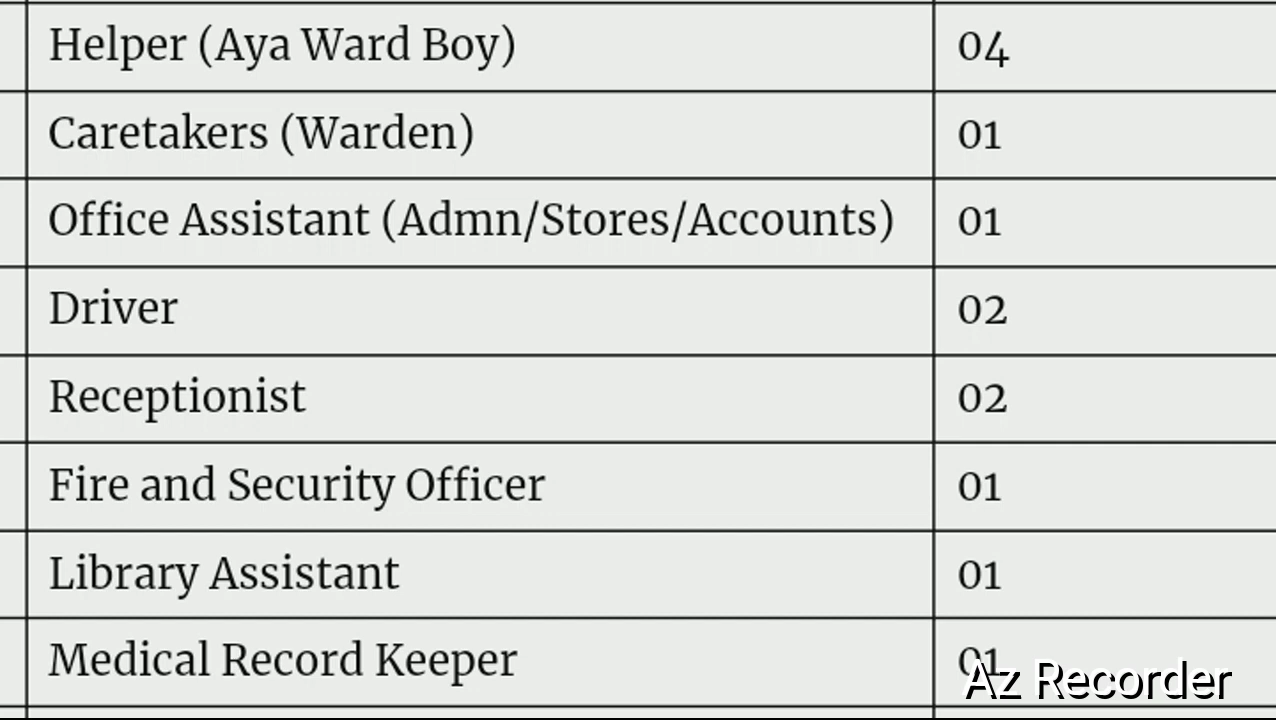 Helper (Aya Ward Boy) 04
Caretakers (Warden) 01
Office Assistant (Admn/Stores/Accounts) 01
Driver 02
Receptionist 02
Fire and Security Officer 01
Library Assistant 01
Medical Record Keeper 01
Az Recorder